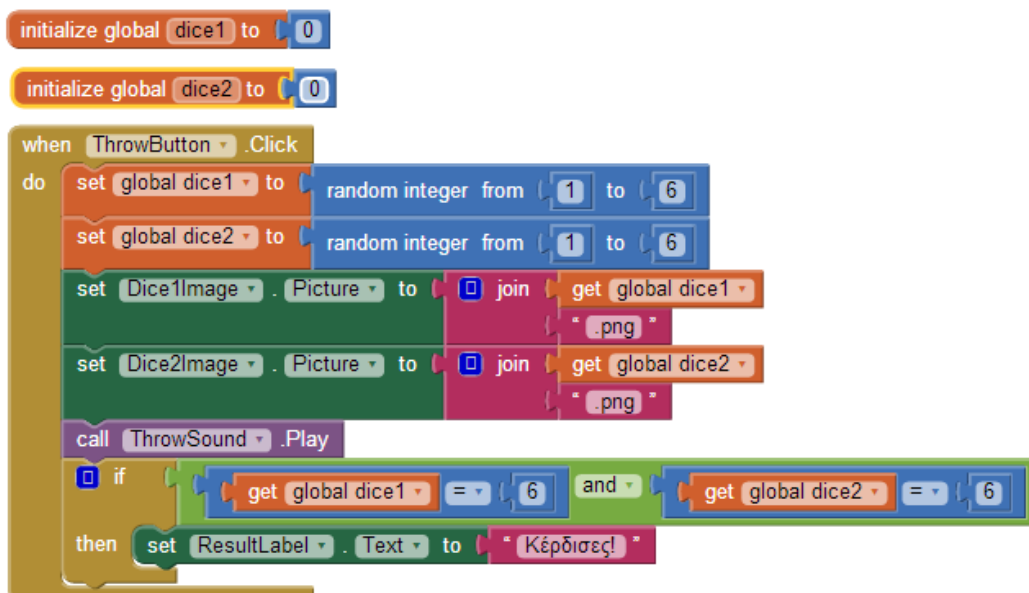 initialize global dice1 to 0
initialize global dice2 to 0
when ThrowButton .Click
do set global dice1 to random integer from 1 to 6
set global dice2 to random integer from 1 to 6
set Dice1Image . Picture to join get global dice1
" .png "
set Dice2Image . Picture to join get global dice2
" .png "
call ThrowSound .Play
if get global dice1 = 6 and get global dice2 = 6
then set ResultLabel . Text to " Κέρδισες! "